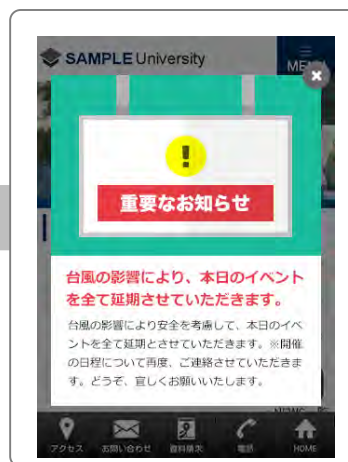 SAMPLE University
!
重要なお知らせ
台風の影響により、本日のイベント
を全て延期させていただきます。
台風の影響により安全を考慮して、本日のイベ
ントを全て延期とさせていただきます。※開催
の日程について再度、ご連絡させていただきま
す。どうぞ、宜しくお願いいたします。
アクセス お問い合わせ 資料請求 電話 HOME